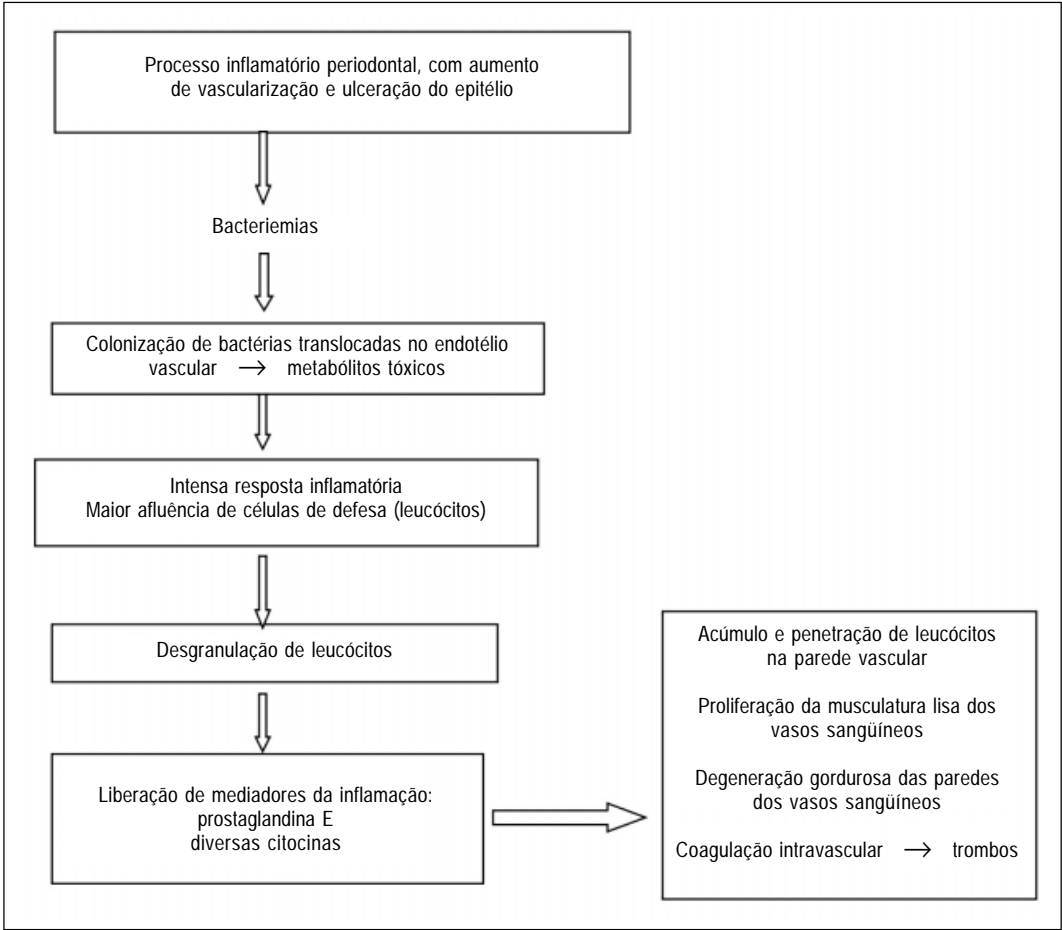 Processo inflamatório periodontal, com aumento
de vascularização e ulceração do epitélio
Bacteriemias
Colonização de bactérias translocadas no endotélio
vascular → metabólitos tóxicos
Intensa resposta inflamatória
Maior afluência de células de defesa (leucócitos)
Desgranulação de leucócitos
Liberação de mediadores da inflamação:
prostaglandina E
diversas citocinas
Acúmulo e penetração de leucócitos
na parede vascular
Proliferação da musculatura lisa dos
vasos sangüíneos
Degeneração gordurosa das paredes
dos vasos sangüíneos
Coagulação intravascular → trombos